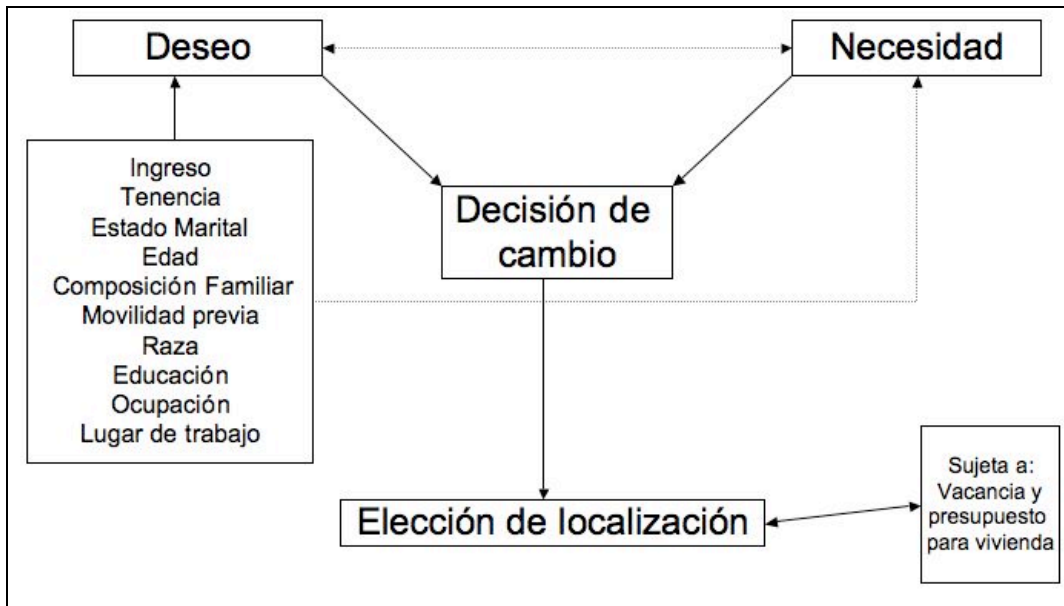 Deseo
Necesidad
Ingreso
Tenencia
Estado Marital
Edad
Composición Familiar
Movilidad previa
Raza
Educación
Ocupación
Lugar de trabajo
Decisión de
cambio
Elección de localización
Sujeta a:
Vacancia y
presupuesto
para vivienda